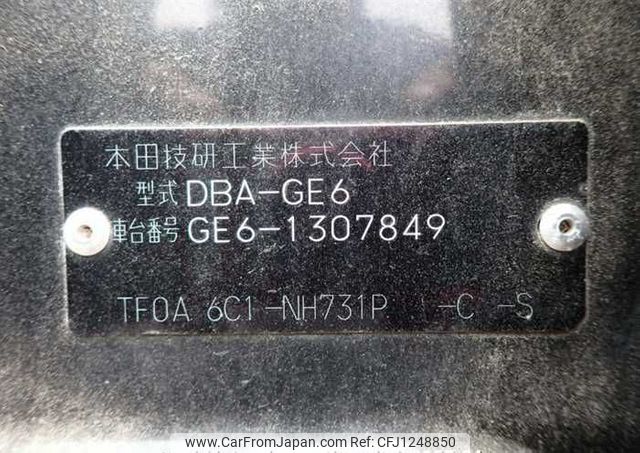 本田技研工業株式会社
型式 DBA-GE6
車台番号 GE6-1307849
TF0A 6C1-NH731P -C -S
www.CarFromJapan.com Ref: CFJ1248850